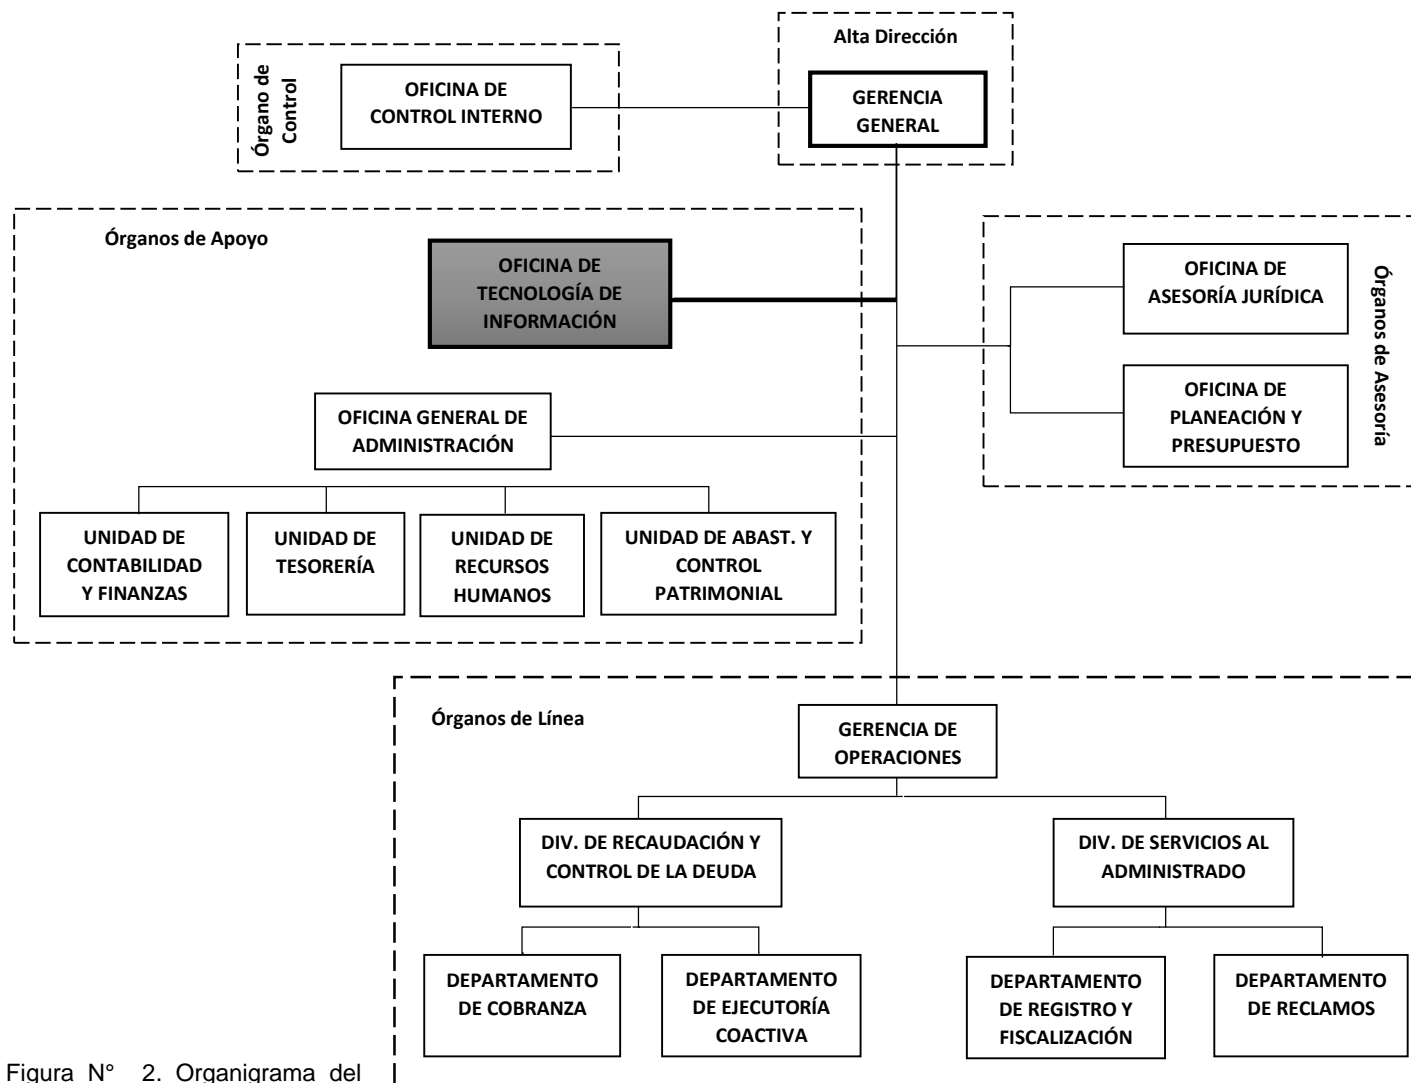 Alta Dirección
Órgano de
Control
OFICINA DE
CONTROL INTERNO
GERENCIA
GENERAL
Órganos de Apoyo
OFICINA DE
TECNOLOGÍA DE
INFORMACIÓN
OFICINA DE
ASESORÍA JURÍDICA
Órganos de Asesoría
OFICINA DE
PLANEACIÓN Y
PRESUPUESTO
OFICINA GENERAL DE
ADMINISTRACIÓN
UNIDAD DE
CONTABILIDAD
Y FINANZAS
UNIDAD DE
TESORERÍA
UNIDAD DE
RECURSOS
HUMANOS
UNIDAD DE ABAST. Y
CONTROL
PATRIMONIAL
Órganos de Línea
GERENCIA DE
OPERACIONES
DIV. DE RECAUDACIÓN Y
CONTROL DE LA DEUDA
DIV. DE SERVICIOS AL
ADMINISTRADO
DEPARTAMENTO
DE COBRANZA
DEPARTAMENTO
DE EJECUTORÍA
COACTIVA
DEPARTAMENTO
DE REGISTRO Y
FISCALIZACIÓN
DEPARTAMENTO
DE RECLAMOS
Figura N° 2. Organigrama del